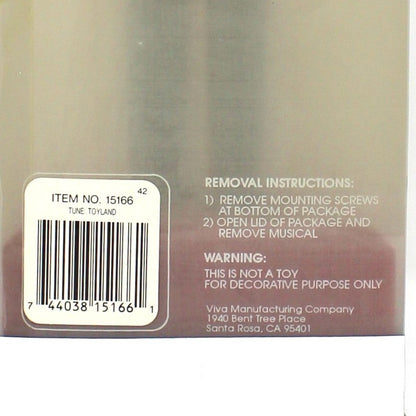 ITEM NO. 15166 42
TUNE: TOYLAND
7 44038 15166 1
REMOVAL INSTRUCTIONS:
1) REMOVE MOUNTING SCREWS
AT BOTTOM OF PACKAGE
2) OPEN LID OF PACKAGE AND
REMOVE MUSICAL
WARNING:
THIS IS NOT A TOY
FOR DECORATIVE PURPOSE ONLY
Viva Manufacturing Company
1940 Bent Tree Place
Santa Rosa, CA 95401